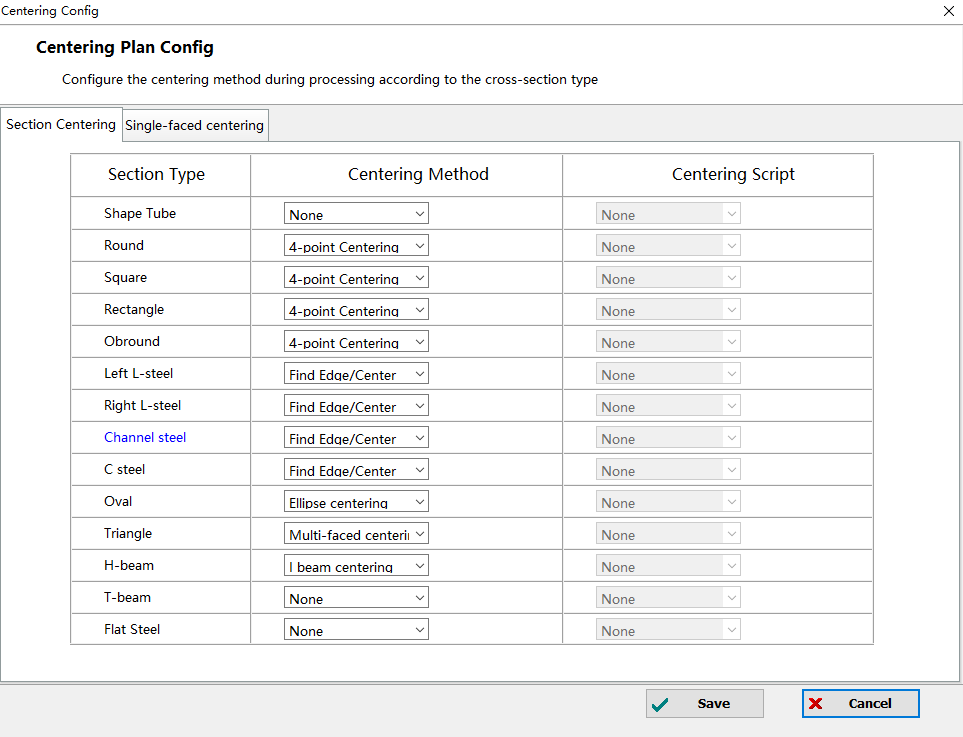 Centering Config
Centering Plan Config
Configure the centering method during processing according to the cross-section type
Section Centering Single-faced centering
Section Type Centering Method Centering Script
Shape Tube None None
Round 4-point Centering None
Square 4-point Centering None
Rectangle 4-point Centering None
Obround 4-point Centering None
Left L-steel Find Edge/Center None
Right L-steel Find Edge/Center None
Channel steel Find Edge/Center None
C steel Find Edge/Center None
Oval Ellipse centering None
Triangle Multi-faced centerin None
H-beam I beam centering None
T-beam None None
Flat Steel None None
Save Cancel